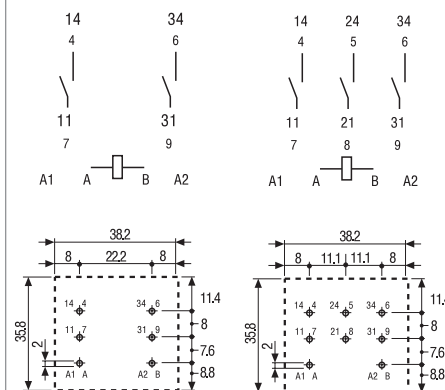 14 34
4 6
11 31
7 9
A1 A B A2
14 24 34
4 5 6
11 21 31
7 8 9
A1 A B A2
38.2
8 22.2 8
11.4
8
7.6
8.8
35.8
2
14 4 34 6
11 7 31 9
A1 A A2 B
38.2
8 11.1 11.1 8
11.4
8
7.6
8.8
35.8
2
14 4 24 5 34 6
11 7 21 8 31 9
A1 A A2 B